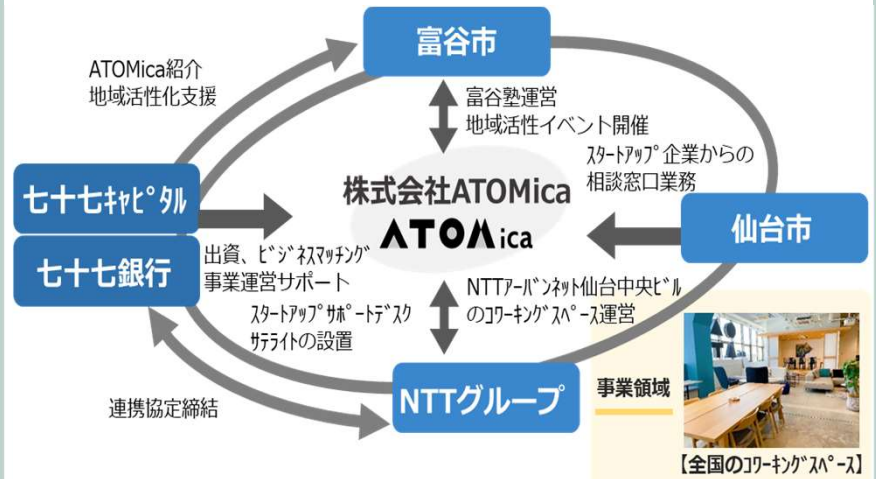 富谷市
ATOMica紹介
地域活性化支援
富谷塾運営
地域活性イベント開催
ｽﾀｰﾄｱｯﾌﾟ企業からの
相談窓口業務
株式会社ATOMica
ATOMica
七十七ｷｬﾋﾟﾀﾙ
七十七銀行
仙台市
出資、ﾋﾞｼﾞﾈｽﾏｯﾁﾝｸﾞ
事業運営サポート
ｽﾀｰﾄｱｯﾌﾟｻﾎﾟｰﾄﾃﾞｽｸ
ｻﾃﾗｲﾄの設置
NTTｱｰﾊﾞﾝﾈｯﾄ仙台中央ﾋﾞﾙ
のｺﾜｰｷﾝｸﾞｽﾍﾟｰｽ運営
連携協定締結
NTTグループ
事業領域
【全国のｺﾜｰｷﾝｸﾞｽﾍﾟｰｽ】